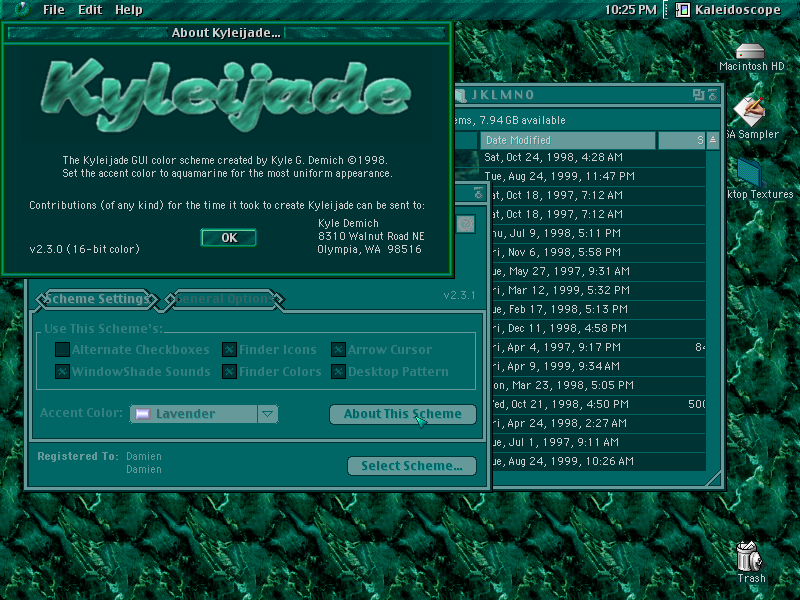 File Edit Help
10:25 PM Kaleidoscope
About Kyleijade...
Kyleijade
The Kyleijade GUI color scheme created by Kyle G. Demich ©1998.
Set the accent color to aquamarine for the most uniform appearance.
Contributions (of any kind) for the time it took to create Kyleijade can be sent to:
Kyle Demich
8310 Walnut Road NE
Olympia, WA 98516
OK
v2.3.0 (16-bit color)
v2.3.1
Scheme Settings
General Options
Use This Scheme's:
Alternate Checkboxes
Finder Icons
Arrow Cursor
WindowShade Sounds
Finder Colors
Desktop Pattern
Accent Color: Lavender
About This Scheme
Registered To: Damien
Damien
Select Scheme...
JKLMNO
ems, 7.94 GB available
Date Modified S
Sat, Oct 24, 1998, 4:28 AM
Tue, Aug 24, 1999, 11:47 PM
at, Oct 18, 1997, 7:12 AM
at, Oct 18, 1997, 7:12 AM
hu, Jul 9, 1998, 5:11 PM
ri, Nov 6, 1998, 5:58 PM
ue, May 27, 1997, 9:31 AM
ri, Mar 12, 1999, 5:32 PM
ue, Feb 17, 1998, 5:13 PM
ri, Dec 11, 1998, 4:58 PM
ri, Apr 4, 1997, 9:17 PM 84
ri, Apr 9, 1999, 9:34 AM
on, Mar 23, 1998, 5:05 PM
ed, Oct 21, 1998, 4:50 PM 500
ri, Apr 24, 1998, 2:27 AM
ue, Jul 1, 1997, 9:11 AM
ue, Aug 24, 1999, 10:26 AM
Macintosh HD
SA Sampler
ktop Textures
Trash